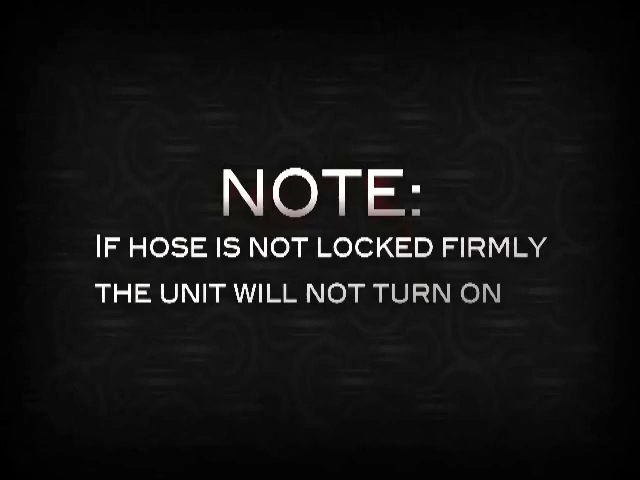 NOTE:
IF HOSE IS NOT LOCKED FIRMLY
THE UNIT WILL NOT TURN ON